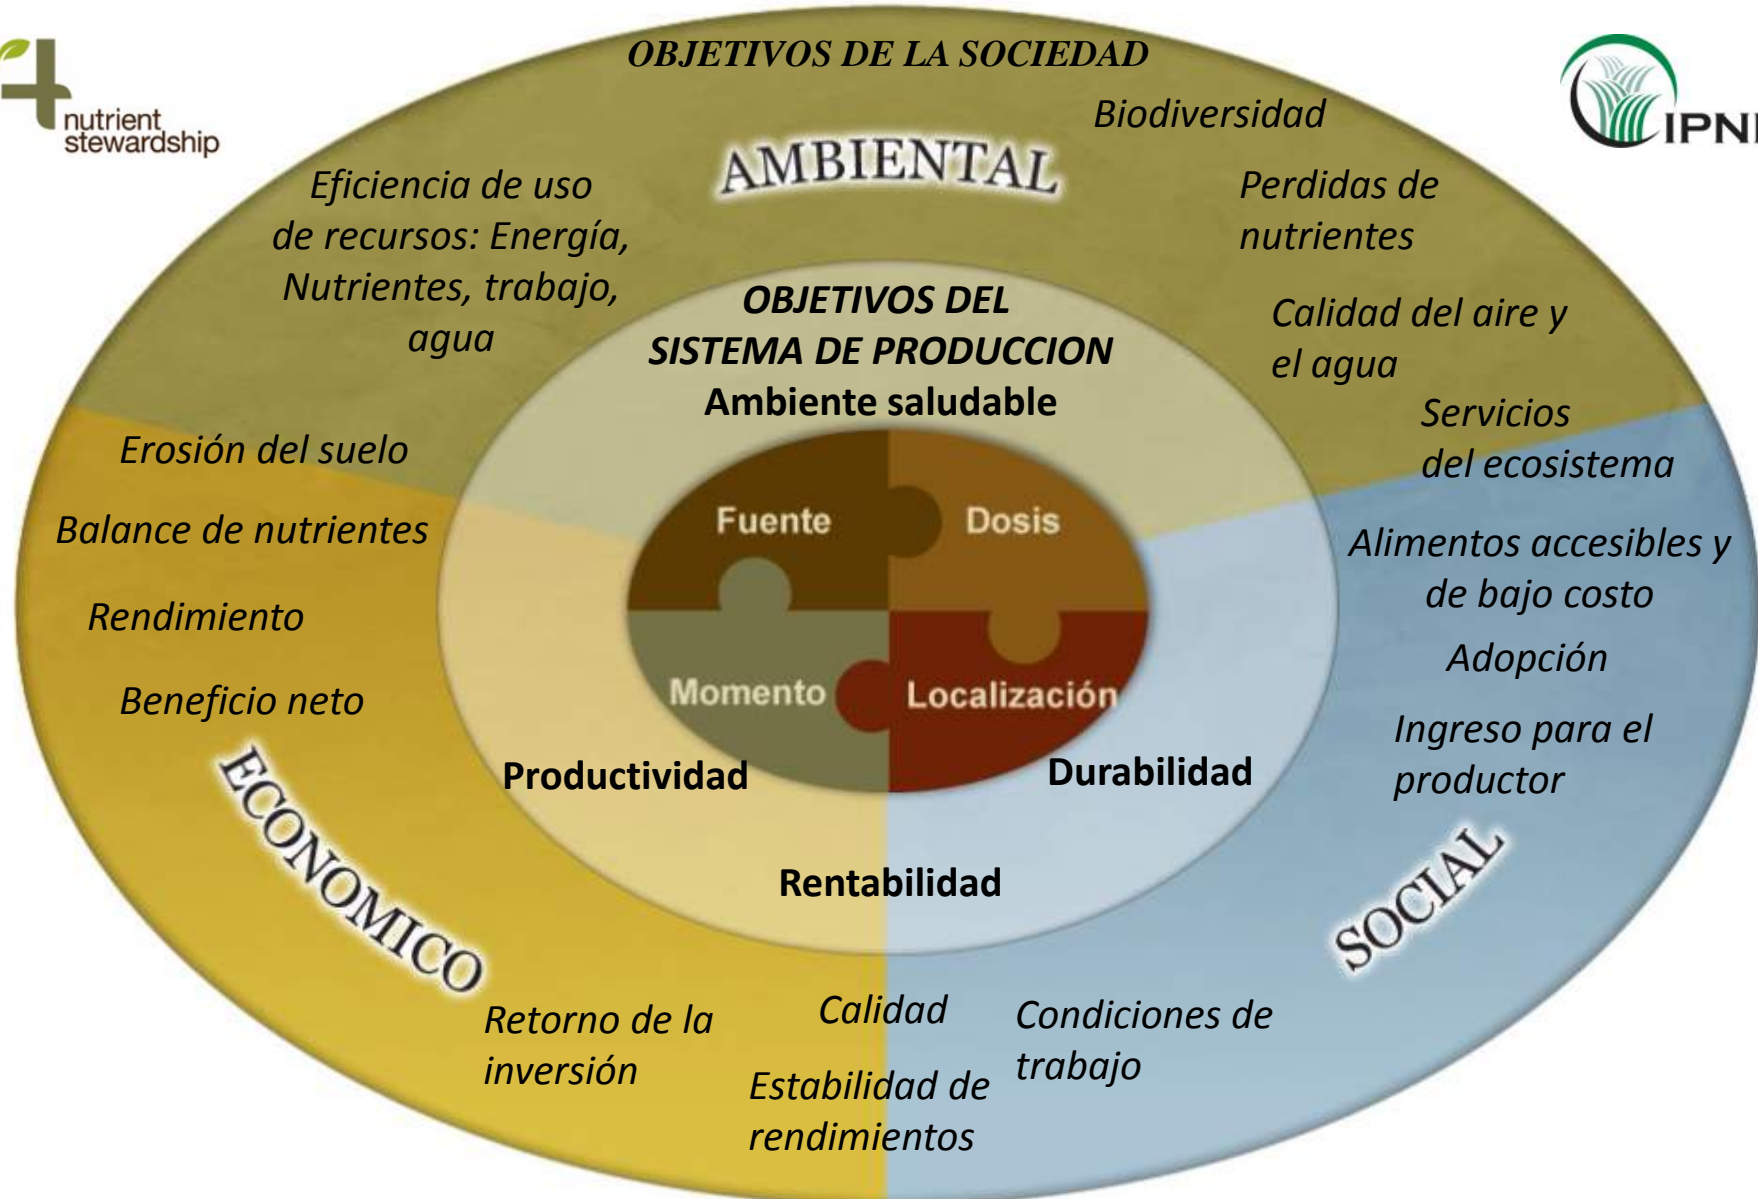 OBJETIVOS DE LA SOCIEDAD
4
nutrient
stewardship
IPNI
Biodiversidad
AMBIENTAL
Eficiencia de uso
de recursos: Energía,
Nutrientes, trabajo,
agua
Perdidas de
nutrientes
OBJETIVOS DEL
SISTEMA DE PRODUCCION
Ambiente saludable
Calidad del aire y
el agua
Servicios
del ecosistema
Erosión del suelo
Balance de nutrientes
Rendimiento
Beneficio neto
Fuente
Dosis
Momento
Localización
Alimentos accesibles y
de bajo costo
Adopción
Ingreso para el
productor
Productividad
Durabilidad
Rentabilidad
ECONOMICO
SOCIAL
Retorno de la
inversión
Calidad
Estabilidad de
rendimientos
Condiciones de
trabajo